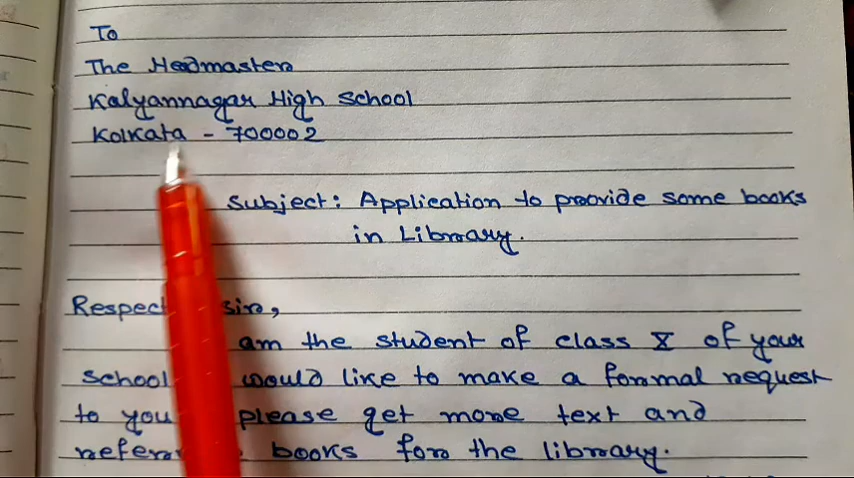 To
The Headmaster
Kalyannagar High School
Kolkata - 700002
Subject: Application to provide some books
in Library.
Respec sir,
am the student of class X of your
school would like to make a formal request
to you please get more text and
refer books for the library.